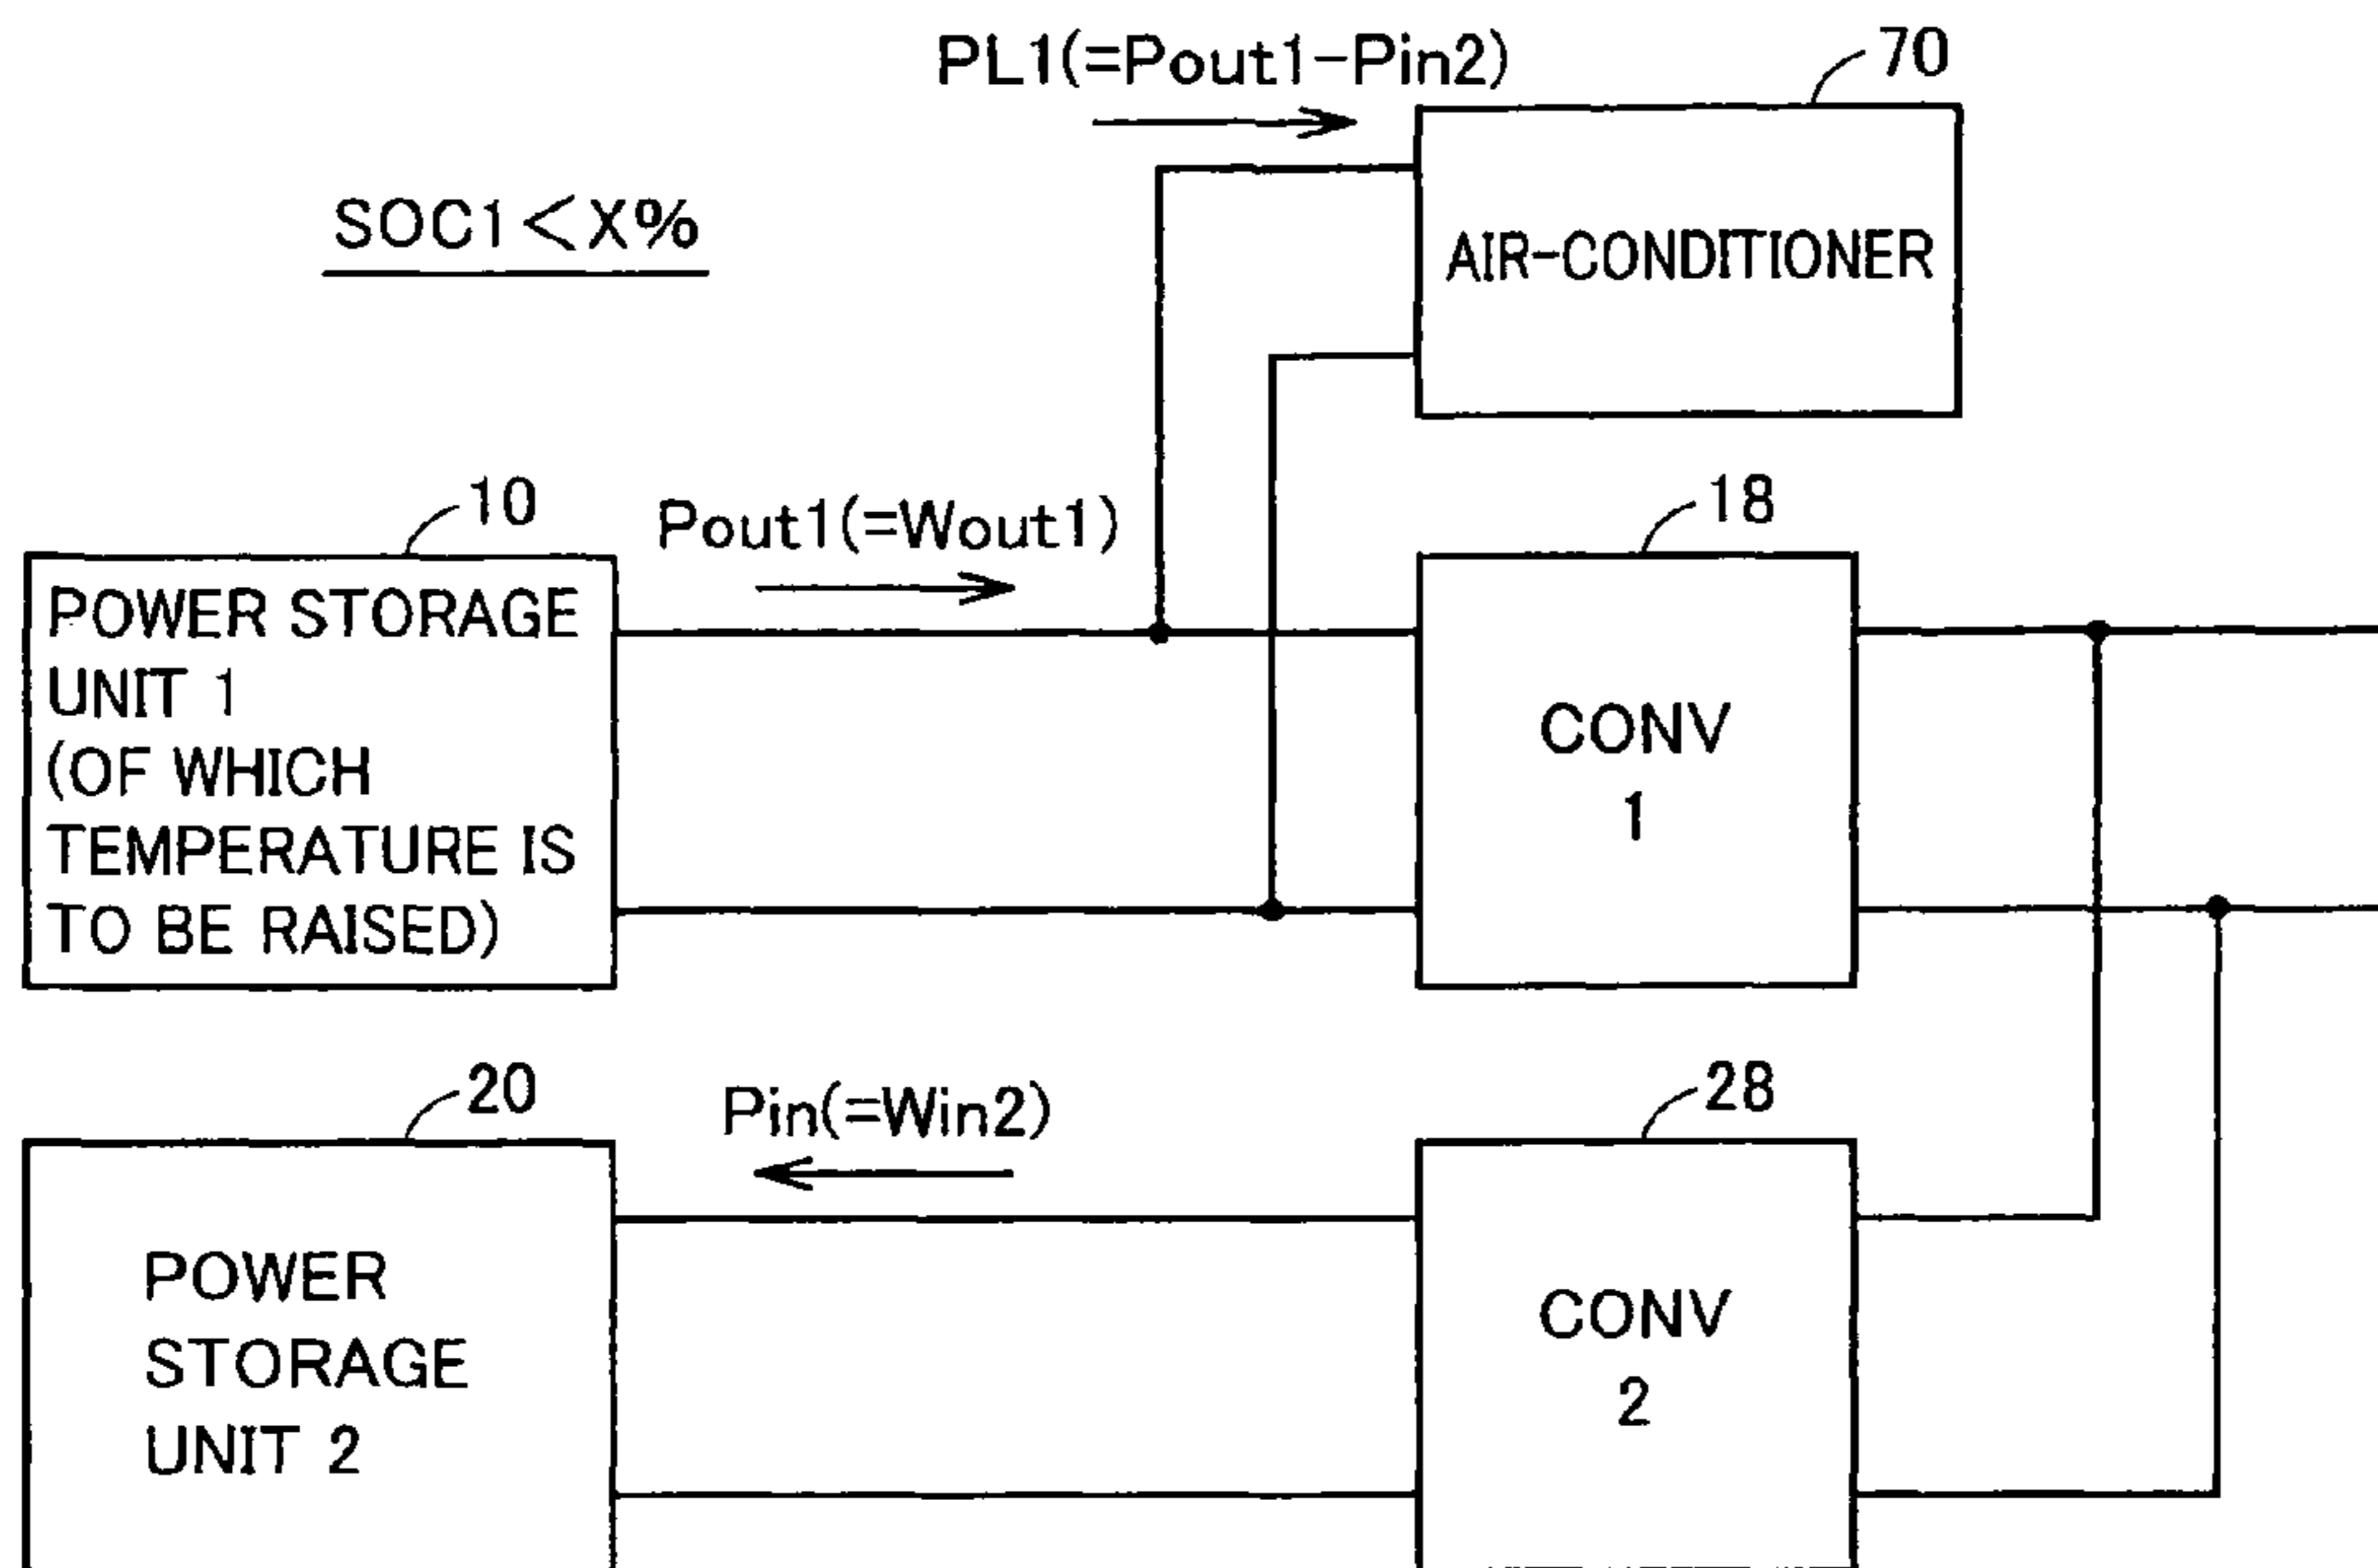 PL1(=Pout1-Pin2)
70
SOC1<X%
AIR-CONDITIONER
10
Pout1(=Wout1)
18
POWER STORAGE
UNIT 1
(OF WHICH
TEMPERATURE IS
TO BE RAISED)
CONV
1
20
Pin(=Win2)
28
POWER
STORAGE
UNIT 2
CONV
2